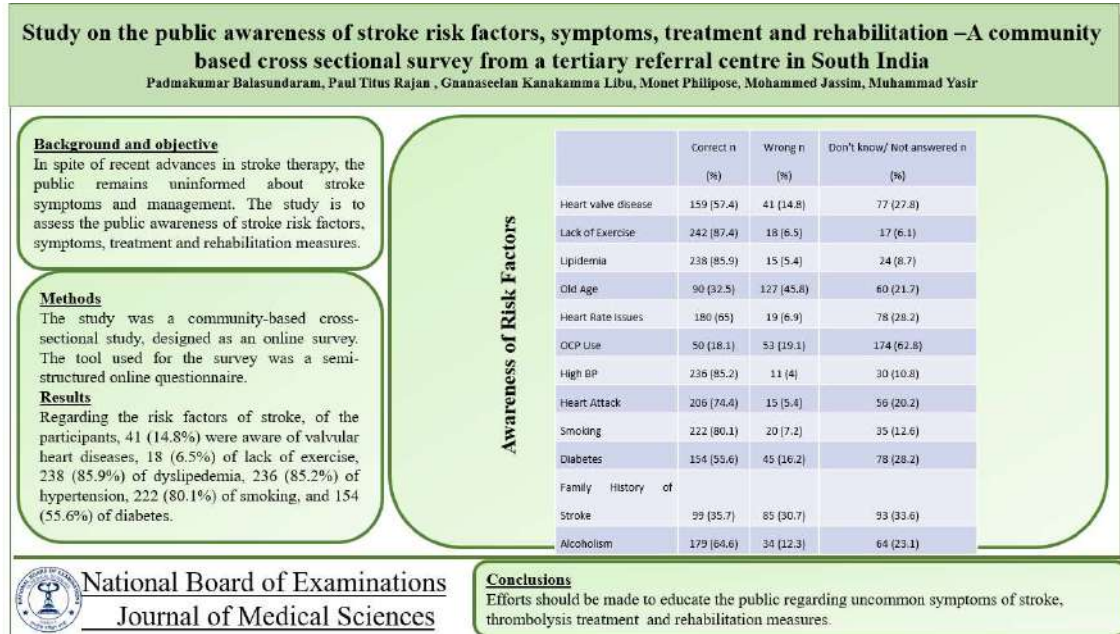 Study on the public awareness of stroke risk factors, symptoms, treatment and rehabilitation –A community
based cross sectional survey from a tertiary referral centre in South India
Padmakumar Balasundaram, Paul Titus Rajan , Gnanaseelan Kanakamma Libu, Monet Philipose, Mohammed Jassim, Muhammad Yasir
Background and objective
In spite of recent advances in stroke therapy, the
public remains uninformed about stroke
symptoms and management. The study is to
assess the public awareness of stroke risk factors,
symptoms, treatment and rehabilitation measures.
Methods
The study was a community-based cross-
sectional study, designed as an online survey.
The tool used for the survey was a semi-
structured online questionnaire.
Results
Regarding the risk factors of stroke, of the
participants, 41 (14.8%) were aware of valvular
heart diseases, 18 (6.5%) of lack of exercise,
238 (85.9%) of dyslipedemia, 236 (85.2%) of
hypertension, 222 (80.1%) of smoking, and 154
(55.6%) of diabetes.
Awareness of Risk Factors
Correct n Wrong n Don't know/ Not answered n
(%) (%) (%)
Heart valve disease 159 (57.4) 41 (14.8) 77 (27.8)
Lack of Exercise 242 (87.4) 18 (6.5) 17 (6.1)
Lipidemia 238 (85.9) 15 (5.4) 24 (8.7)
Old Age 90 (32.5) 127 (45.8) 60 (21.7)
Heart Rate Issues 180 (65) 19 (6.9) 78 (28.2)
OCP Use 50 (18.1) 53 (19.1) 174 (62.8)
High BP 236 (85.2) 11 (4) 30 (10.8)
Heart Attack 206 (74.4) 15 (5.4) 56 (20.2)
Smoking 222 (80.1) 20 (7.2) 35 (12.6)
Diabetes 154 (55.6) 45 (16.2) 78 (28.2)
Family History of
Stroke 99 (35.7) 85 (30.7) 93 (33.6)
Alcoholism 179 (64.6) 34 (12.3) 64 (23.1)
National Board of Examinations
Journal of Medical Sciences
Conclusions
Efforts should be made to educate the public regarding uncommon symptoms of stroke,
thrombolysis treatment and rehabilitation measures.